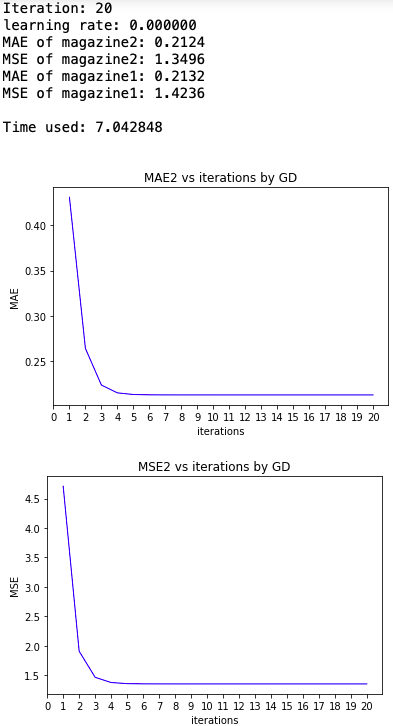 Iteration: 20
learning rate: 0.000000
MAE of magazine2: 0.2124
MSE of magazine2: 1.3496
MAE of magazine1: 0.2132
MSE of magazine1: 1.4236
Time used: 7.042848
MAE2 vs iterations by GD
0.40
0.35
0.30
0.25
MAE
0 1 2 3 4 5 6 7 8 9 10 11 12 13 14 15 16 17 18 19 20
iterations
MSE2 vs iterations by GD
4.5
4.0
3.5
3.0
2.5
2.0
1.5
MSE
0 1 2 3 4 5 6 7 8 9 10 11 12 13 14 15 16 17 18 19 20
iterations